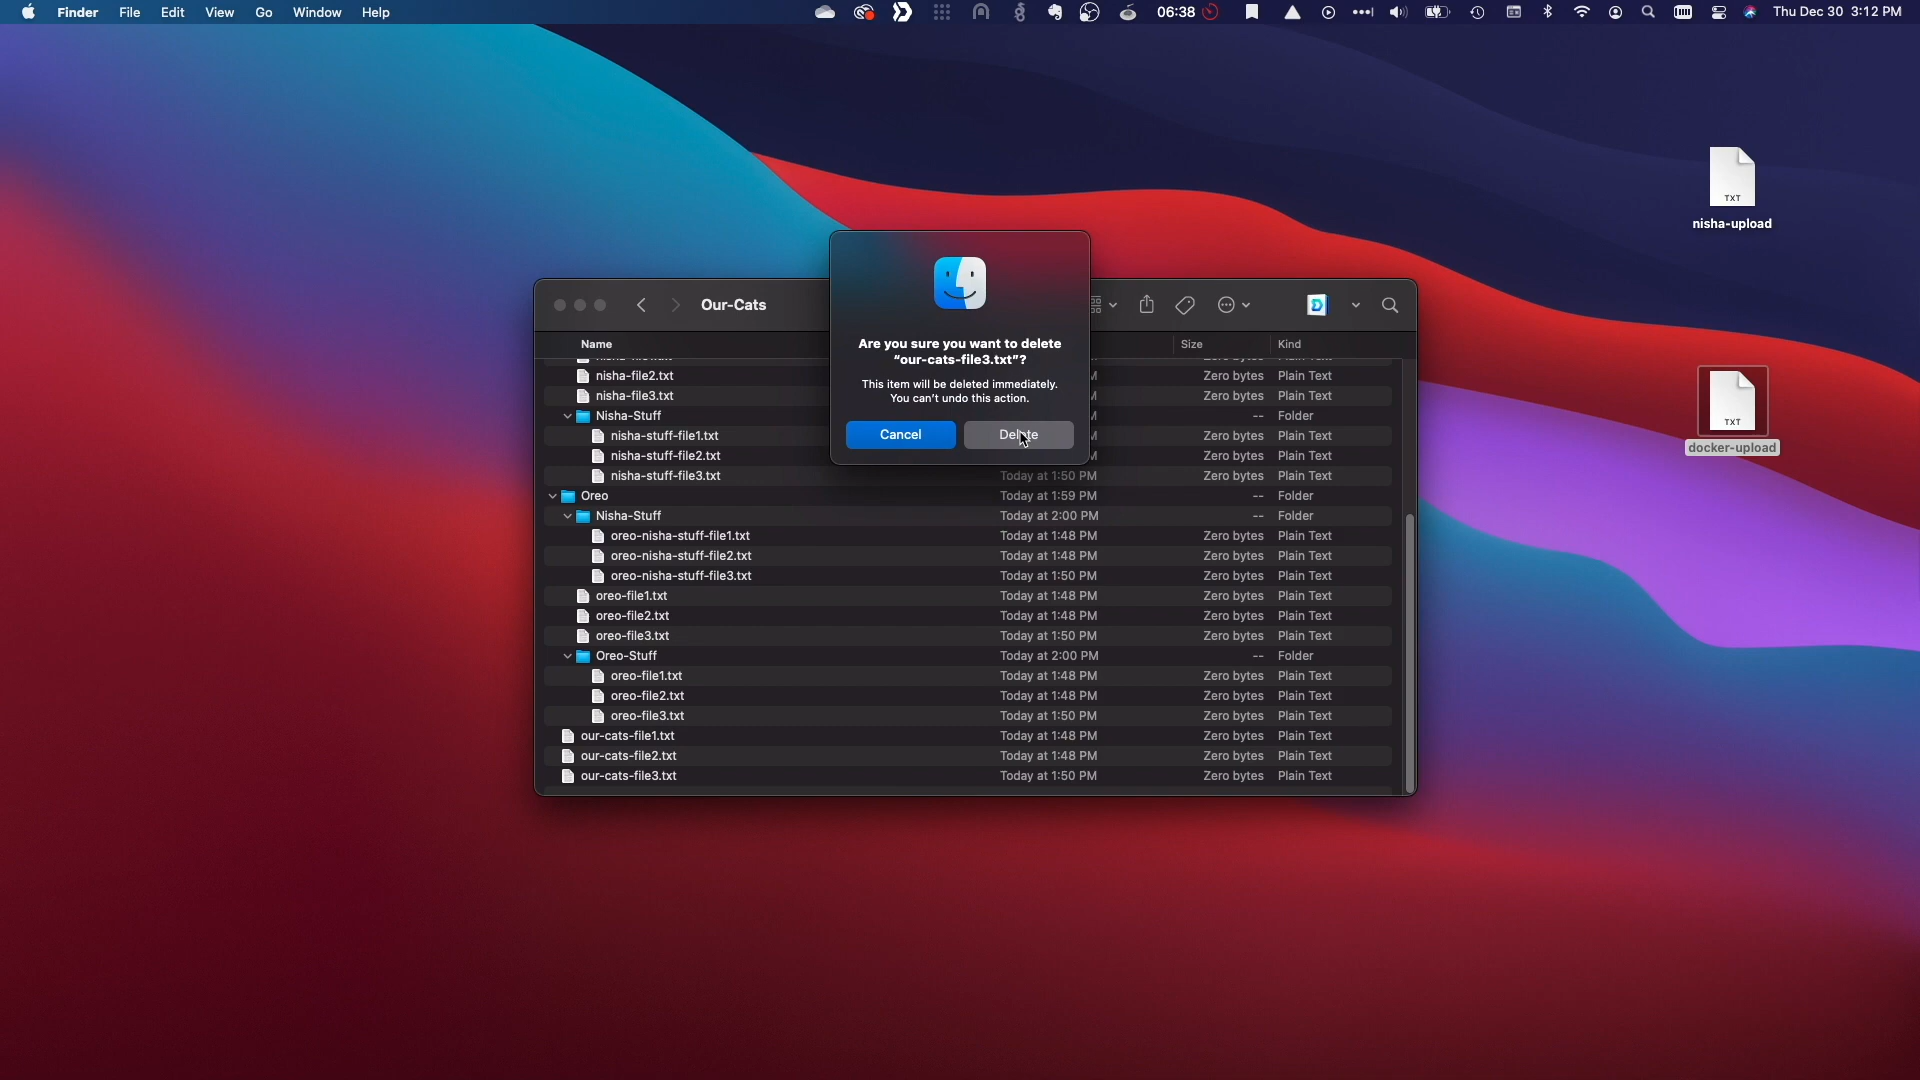 Finder File Edit View Go Window Help 06:38 Thu Dec 30 3:12 PM
TXT
nisha-upload
TXT
docker-upload
Are you sure you want to delete
“our-cats-file3.txt”?
This item will be deleted immediately.
You can’t undo this action.
Cancel Delete
Our-Cats
Name Size Kind
nisha-file2.txt Zero bytes Plain Text
nisha-file3.txt Zero bytes Plain Text
Nisha-Stuff -- Folder
nisha-stuff-file1.txt Zero bytes Plain Text
nisha-stuff-file2.txt Zero bytes Plain Text
nisha-stuff-file3.txt Today at 1:50 PM Zero bytes Plain Text
Oreo Today at 1:59 PM -- Folder
Nisha-Stuff Today at 2:00 PM -- Folder
oreo-nisha-stuff-file1.txt Today at 1:48 PM Zero bytes Plain Text
oreo-nisha-stuff-file2.txt Today at 1:48 PM Zero bytes Plain Text
oreo-nisha-stuff-file3.txt Today at 1:50 PM Zero bytes Plain Text
oreo-file1.txt Today at 1:48 PM Zero bytes Plain Text
oreo-file2.txt Today at 1:48 PM Zero bytes Plain Text
oreo-file3.txt Today at 1:50 PM Zero bytes Plain Text
Oreo-Stuff Today at 2:00 PM -- Folder
oreo-file1.txt Today at 1:48 PM Zero bytes Plain Text
oreo-file2.txt Today at 1:48 PM Zero bytes Plain Text
oreo-file3.txt Today at 1:50 PM Zero bytes Plain Text
our-cats-file1.txt Today at 1:48 PM Zero bytes Plain Text
our-cats-file2.txt Today at 1:48 PM Zero bytes Plain Text
our-cats-file3.txt Today at 1:50 PM Zero bytes Plain Text